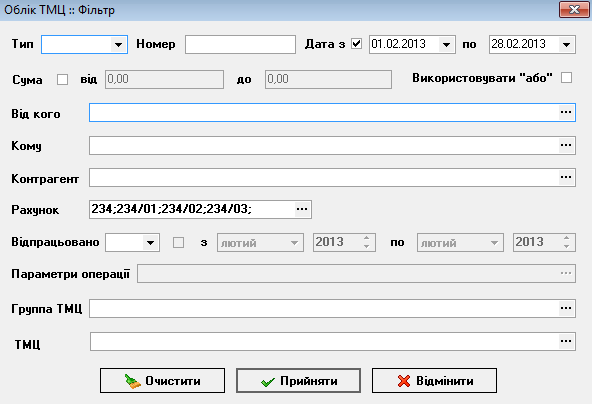 Облік ТМЦ :: Фільтр
Тип Номер Дата з 01.02.2013 по 28.02.2013
Сума від 0,00 до 0,00 Використовувати "або"
Від кого ...
Кому ...
Контрагент ...
Рахунок 234;234/01;234/02;234/03; ...
Відпрацьовано з лютий 2013 по лютий 2013
Параметри операції ...
Группа ТМЦ ...
ТМЦ ...
Очистити Прийняти Відмінити